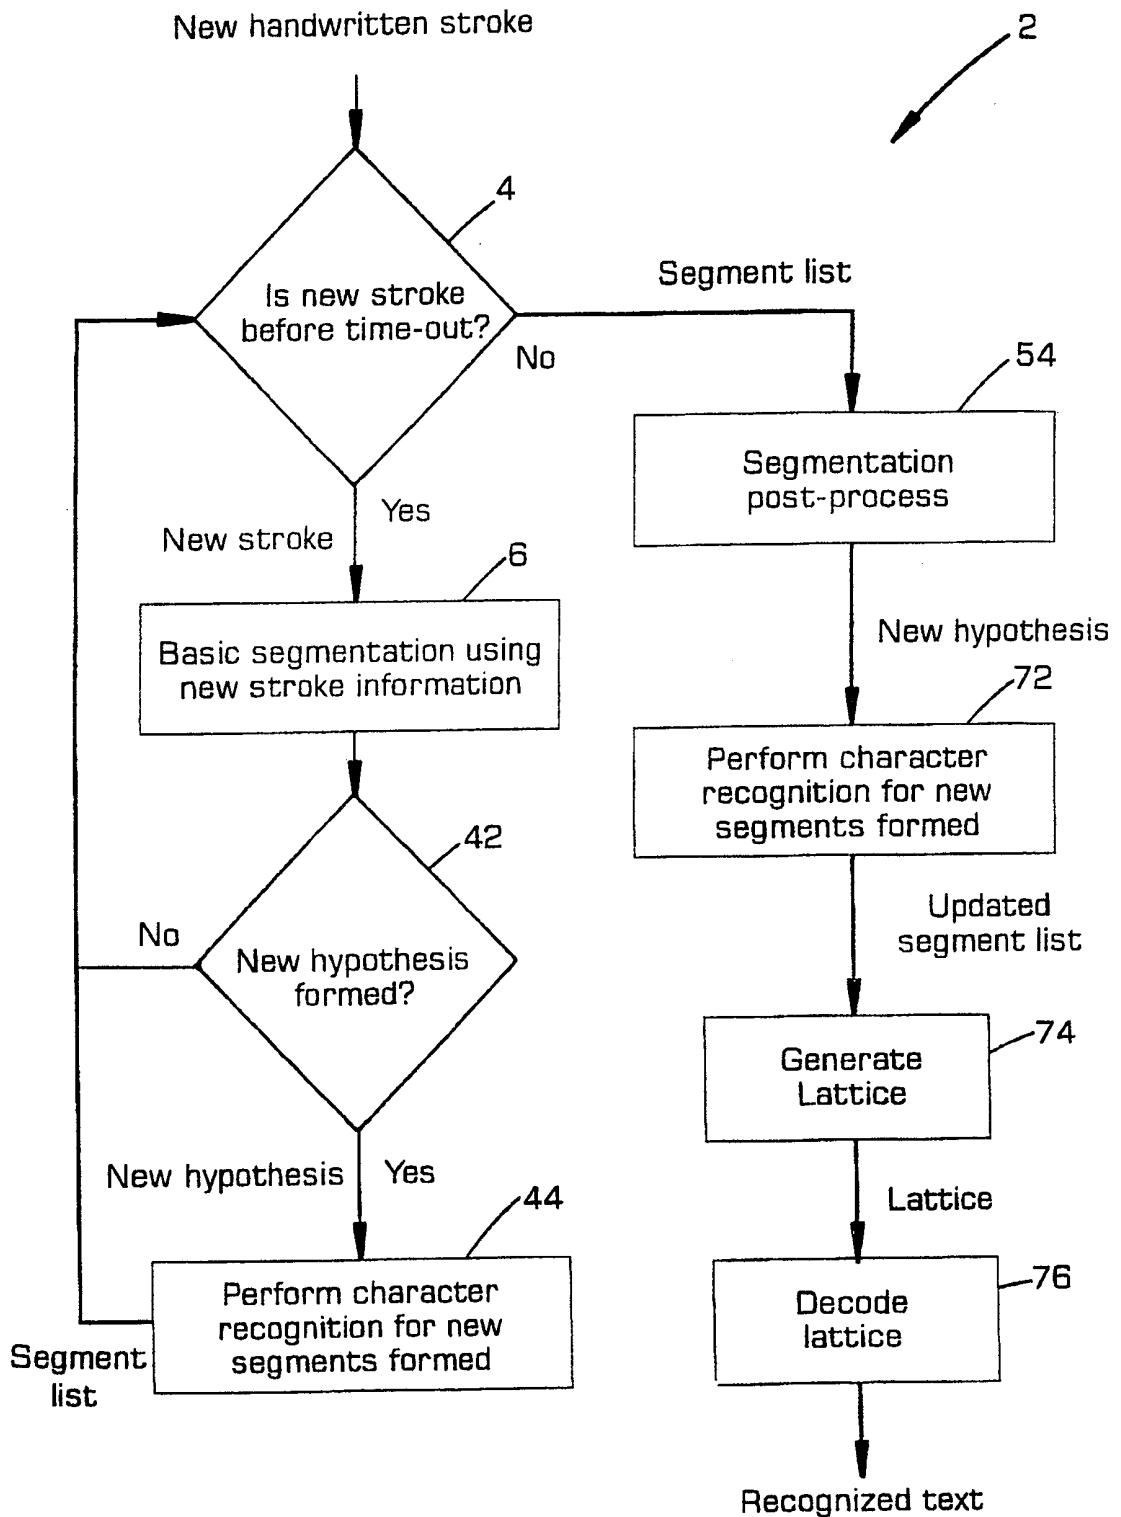 New handwritten stroke
2
4
Is new stroke
before time-out?
No
Segment list
54
Segmentation
post-process
Yes
New stroke
6
Basic segmentation using
new stroke information
New hypothesis
72
Perform character
recognition for new
segments formed
42
No
New hypothesis
formed?
Updated
segment list
74
Generate
Lattice
New hypothesis
Yes
44
Perform character
recognition for new
segments formed
Segment
list
Lattice
76
Decode
lattice
Recognized text